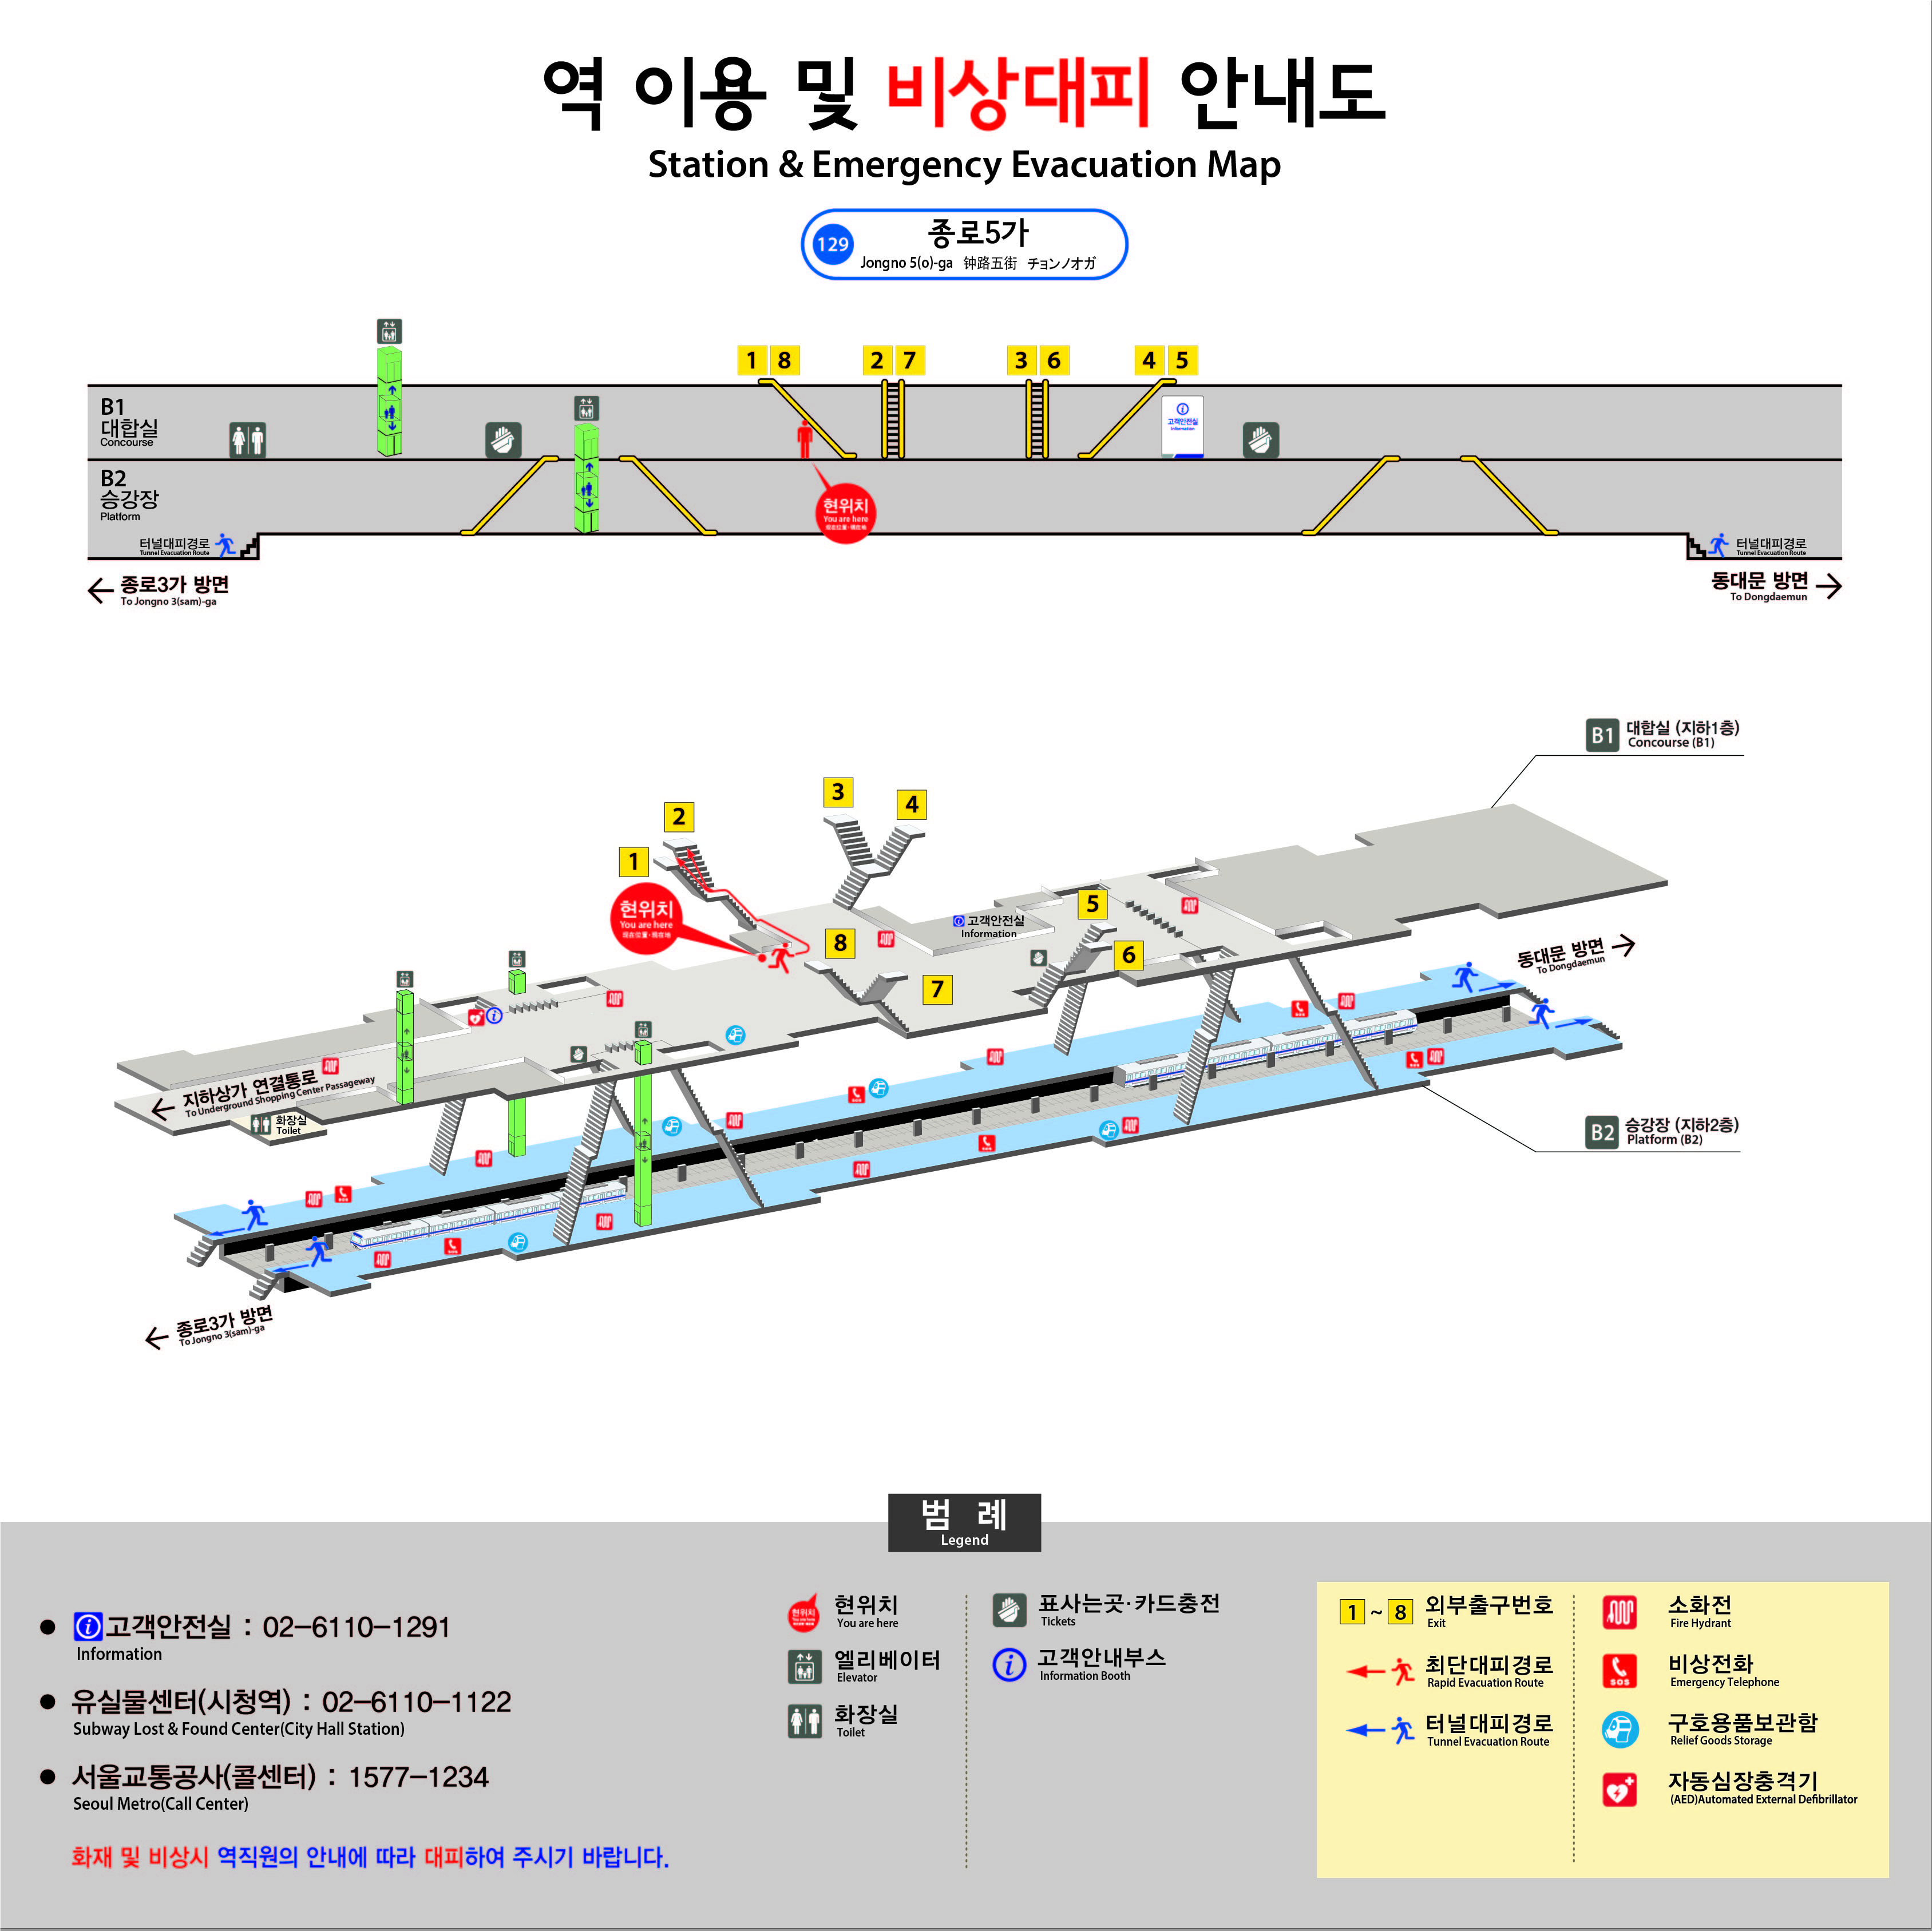 역 이용 및 비상대피 안내도
Station & Emergency Evacuation Map
129
종로5가
Jongno 5(o)-ga 钟路五街 チョンノオガ
1 8
2 7
3 6
4 5
B1
대합실
Concourse
고객안전실
Information
B2
승강장
Platform
현위치
You are here
터널대피경로
Tunnel Evacuation Route
터널대피경로
Tunnel Evacuation Route
종로3가 방면
To Jongno 3(sam)-ga
동대문 방면
To Dongdaemun
B1 대합실 (지하1층)
Concourse (B1)
3
4
2
1
현위치
You are here
고객안전실
Information
5
8
6
7
동대문 방면
To Dongdaemun
지하상가 연결통로
To Underground Shopping Center Passageway
화장실
Toilet
SOS
SOS
SOS
SOS
SOS
SOS
B2 승강장 (지하2층)
Platform (B2)
종로3가 방면
To Jongno 3(sam)-ga
범 례
Legend
고객안전실 : 02-6110-1291
Information
유실물센터(시청역) : 02-6110-1122
Subway Lost & Found Center(City Hall Station)
서울교통공사(콜센터) : 1577-1234
Seoul Metro(Call Center)
화재 및 비상시 역직원의 안내에 따라 대피하여 주시기 바랍니다.
현위치
현위치
You are here
엘리베이터
Elevator
화장실
Toilet
표사는곳·카드충전
Tickets
고객안내부스
Information Booth
1 ~ 8 외부출구번호
Exit
최단대피경로
Rapid Evacuation Route
터널대피경로
Tunnel Evacuation Route
소화전
Fire Hydrant
SOS
비상전화
Emergency Telephone
구호용품보관함
Relief Goods Storage
자동심장충격기
(AED)Automated External Defibrillator